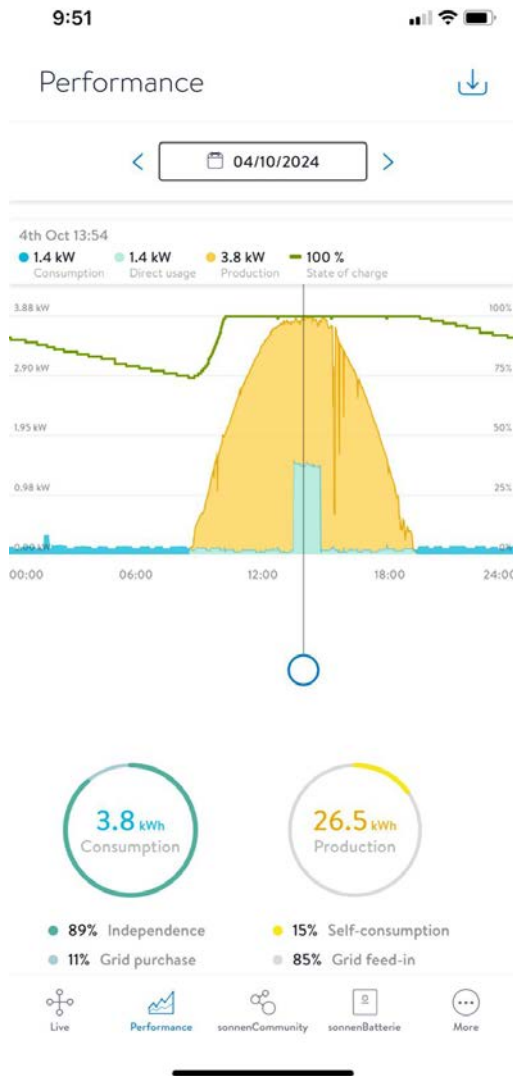 9:51
Performance
04/10/2024
4th Oct 13:54
1.4 kW 1.4 kW 3.8 kW 100 %
Consumption Direct usage Production State of charge
3.88 kW 100%
2.90 kW 75%
1.95 kW 50%
0.98 kW 25%
0.00 kW 0%
00:00 06:00 12:00 18:00 24:00
3.8 kWh 26.5 kWh
Consumption Production
89% Independence 15% Self-consumption
11% Grid purchase 85% Grid feed-in
Live Performance sonnenCommunity sonnenBatterie More